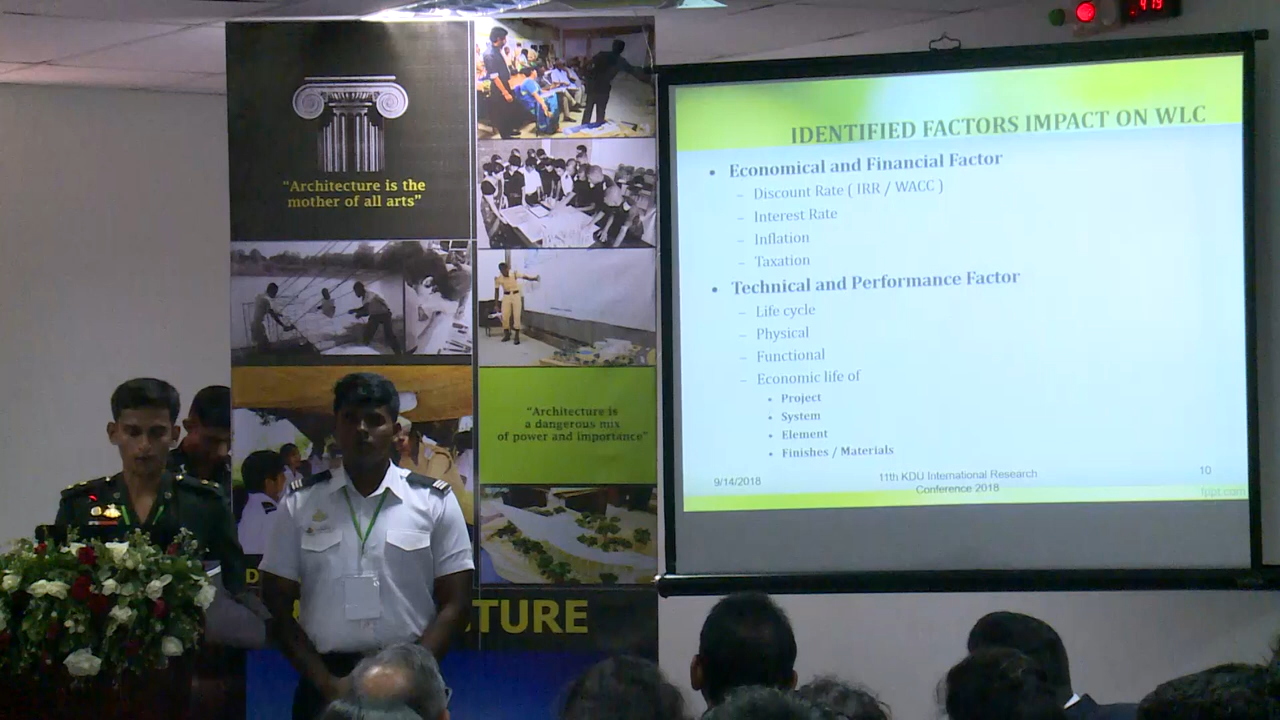 "Architecture is the
mother of all arts"
"Architecture is
a dangerous mix
of power and importance"
D
TURE
IDENTIFIED FACTORS IMPACT ON WLC
• Economical and Financial Factor
– Discount Rate ( IRR / WACC )
– Interest Rate
– Inflation
– Taxation
• Technical and Performance Factor
– Life cycle
– Physical
– Functional
– Economic life of
• Project
• System
• Element
• Finishes / Materials
9/14/2018
11th KDU International Research
Conference 2018
10
fppt.com